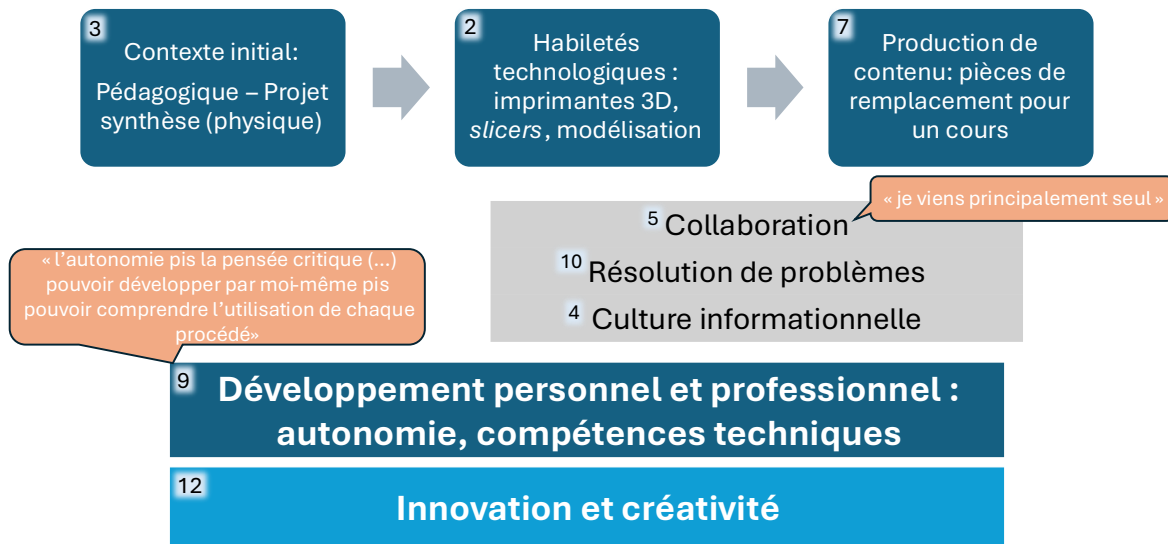 3
Contexte initial:
Pédagogique – Projet
synthèse (physique)
2
Habiletés
technologiques :
imprimantes 3D,
slicers, modélisation
7
Production de
contenu: pièces de
remplacement pour
un cours
« je viens principalement seul »
5 Collaboration
10 Résolution de problèmes
4 Culture informationnelle
« l'autonomie pis la pensée critique (...)
pouvoir développer par moi-même pis
pouvoir comprendre l'utilisation de chaque
procédé»
9
Développement personnel et professionnel :
autonomie, compétences techniques
12
Innovation et créativité